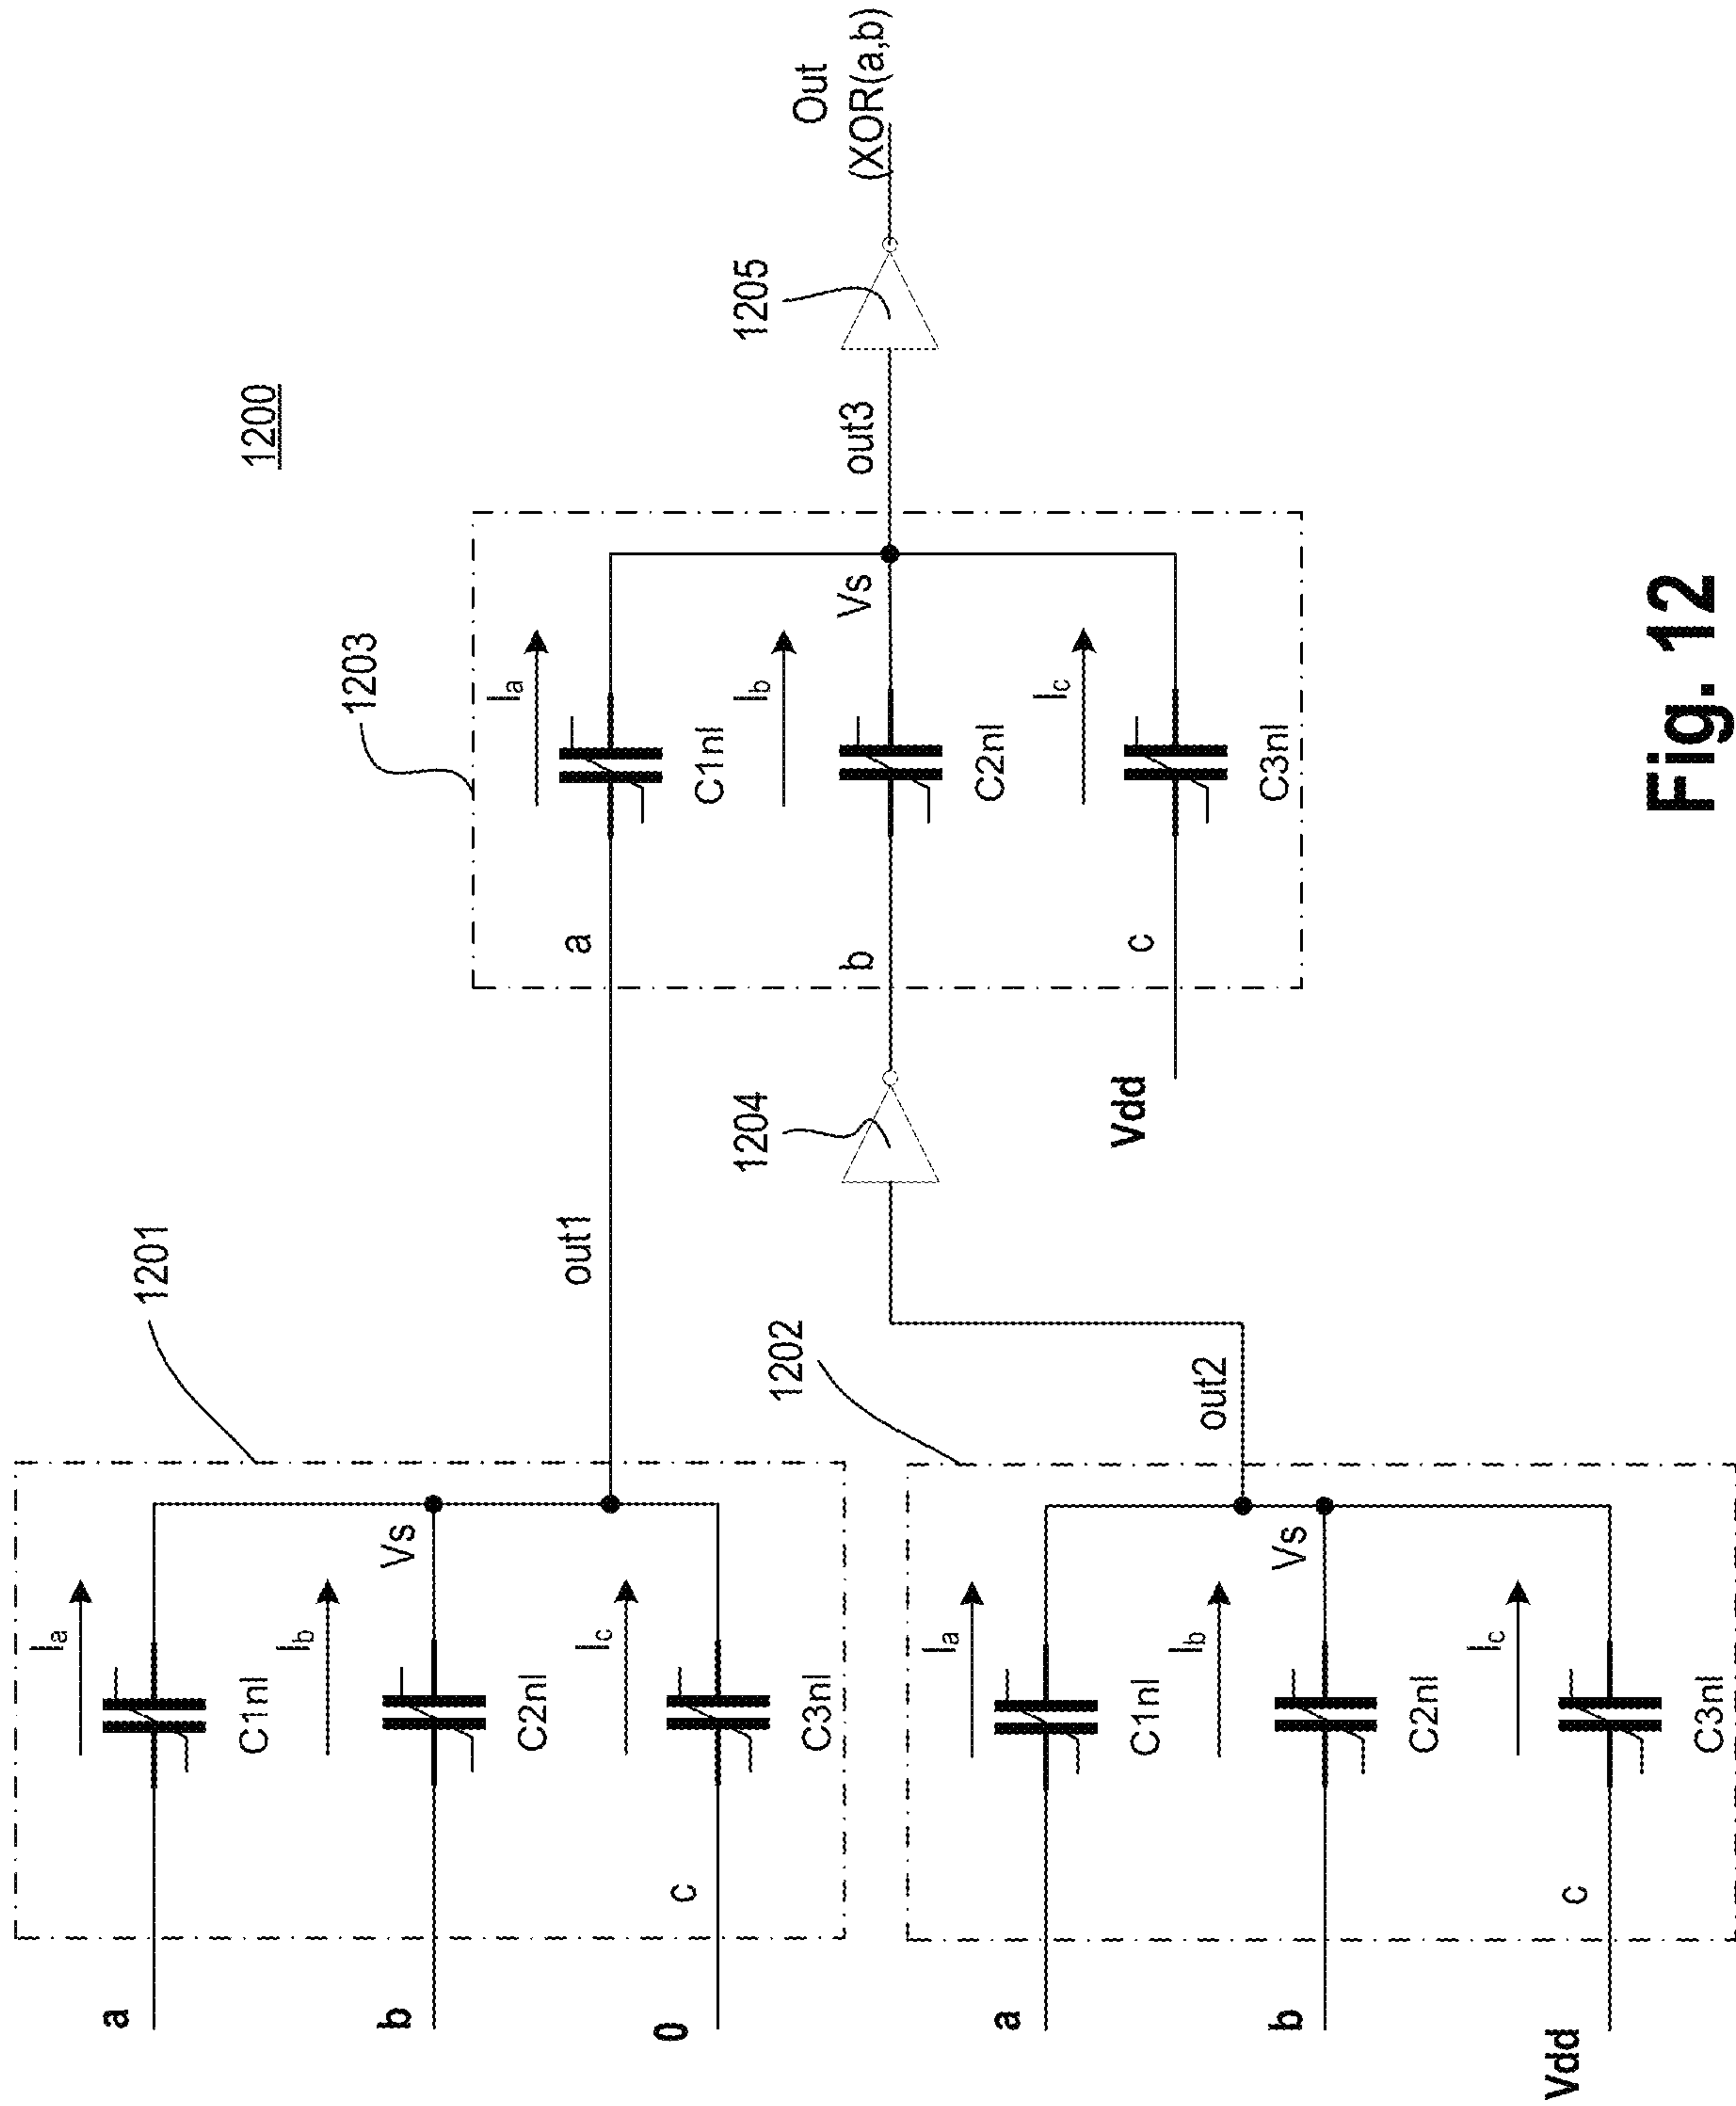 1200
1201
a
Ia
C1nl
b
Ib
Vs
C2nl
0
c
Ic
C3nl
out1
1202
a
Ia
C1nl
b
Ib
Vs
C2nl
Vdd
c
Ic
C3nl
out2
1204
1203
a
Ia
C1nl
b
Ib
Vs
C2nl
Vdd
c
Ic
C3nl
out3
1205
Out
(XOR(a,b)
Fig. 12